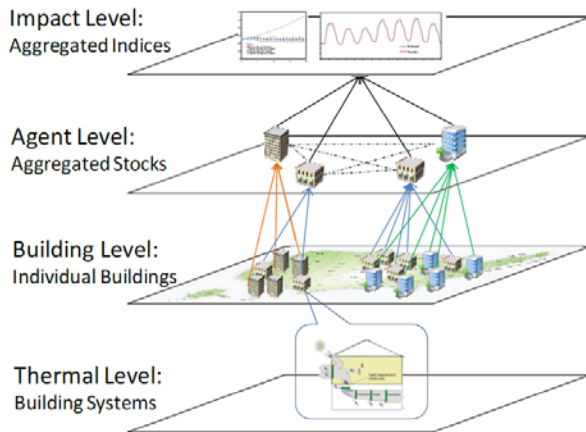 Impact Level:
Aggregated Indices
Agent Level:
Aggregated Stocks
Building Level:
Individual Buildings
Thermal Level:
Building Systems